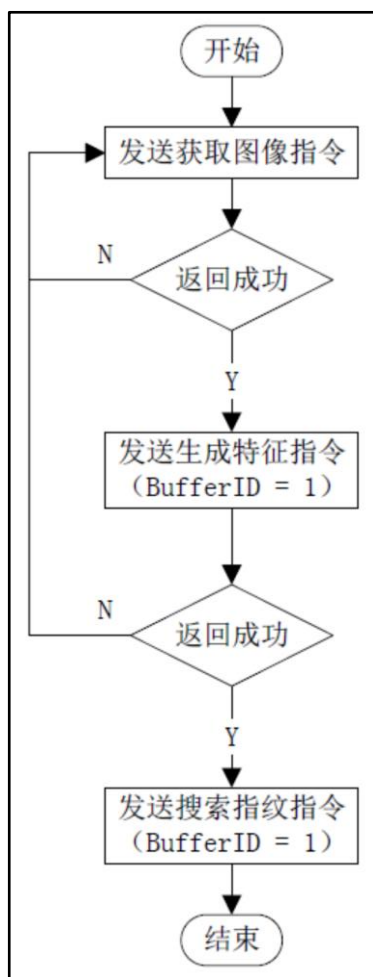 开始
发送获取图像指令
N
返回成功
Y
发送生成特征指令
（BufferID = 1）
N
返回成功
Y
发送搜索指纹指令
（BufferID = 1）
结束